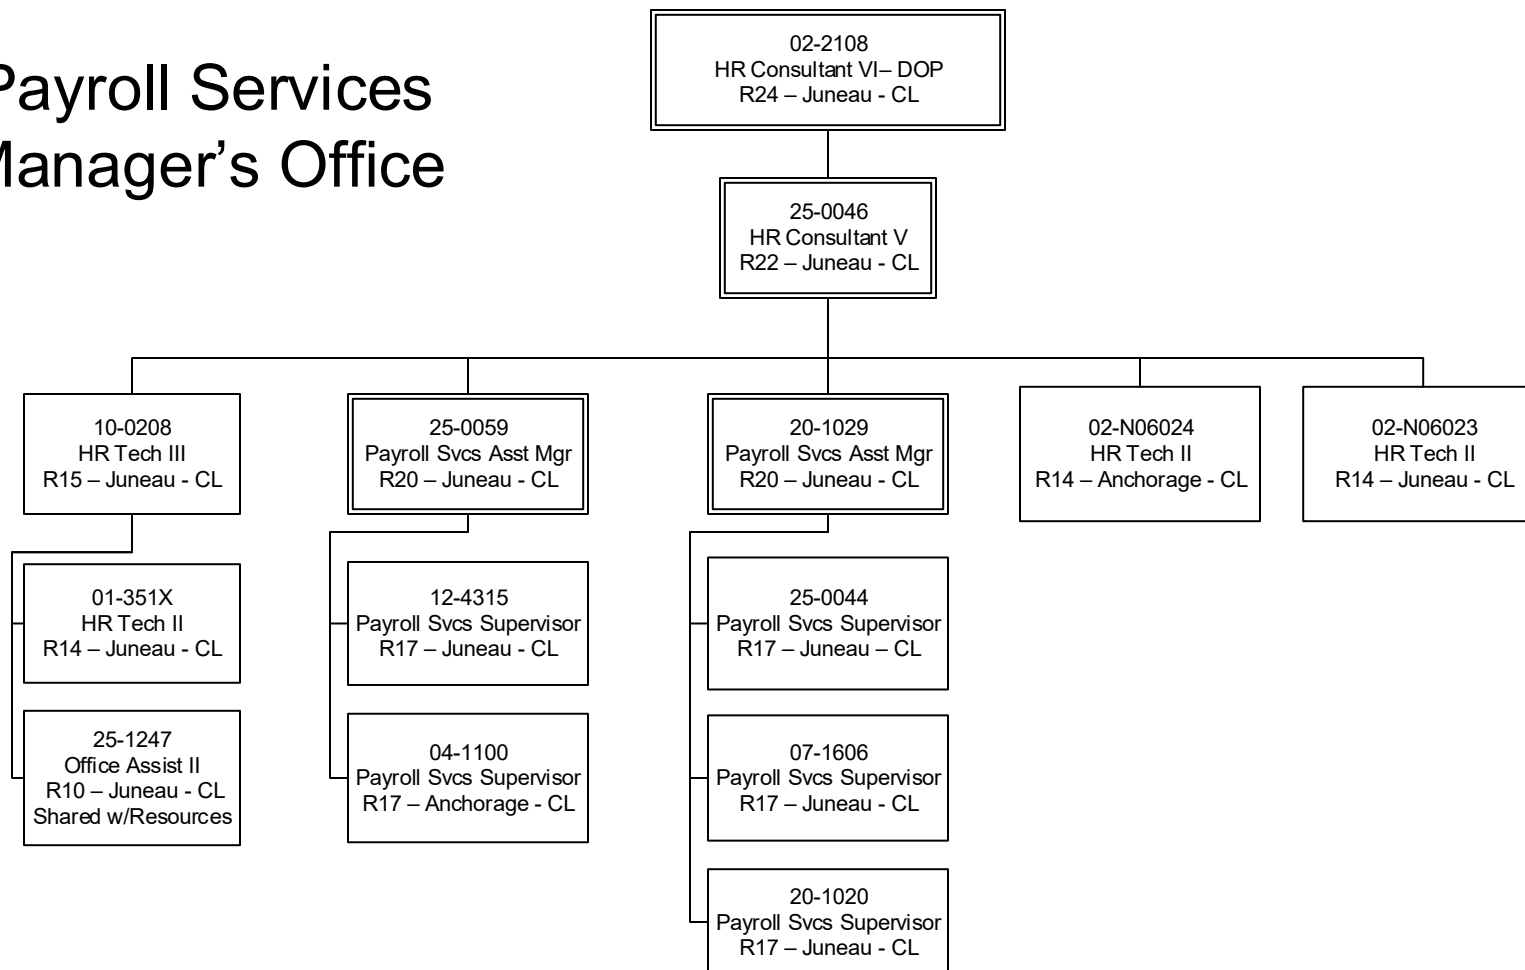 Payroll Services
Manager’s Office
02-2108
HR Consultant VI– DOP
R24 – Juneau - CL
25-0046
HR Consultant V
R22 – Juneau - CL
10-0208
HR Tech III
R15 – Juneau - CL
25-0059
Payroll Svcs Asst Mgr
R20 – Juneau - CL
20-1029
Payroll Svcs Asst Mgr
R20 – Juneau - CL
02-N06024
HR Tech II
R14 – Anchorage - CL
02-N06023
HR Tech II
R14 – Juneau - CL
01-351X
HR Tech II
R14 – Juneau - CL
25-1247
Office Assist II
R10 – Juneau - CL
Shared w/Resources
12-4315
Payroll Svcs Supervisor
R17 – Juneau - CL
04-1100
Payroll Svcs Supervisor
R17 – Anchorage - CL
25-0044
Payroll Svcs Supervisor
R17 – Juneau – CL
07-1606
Payroll Svcs Supervisor
R17 – Juneau - CL
20-1020
Payroll Svcs Supervisor
R17 – Juneau - CL